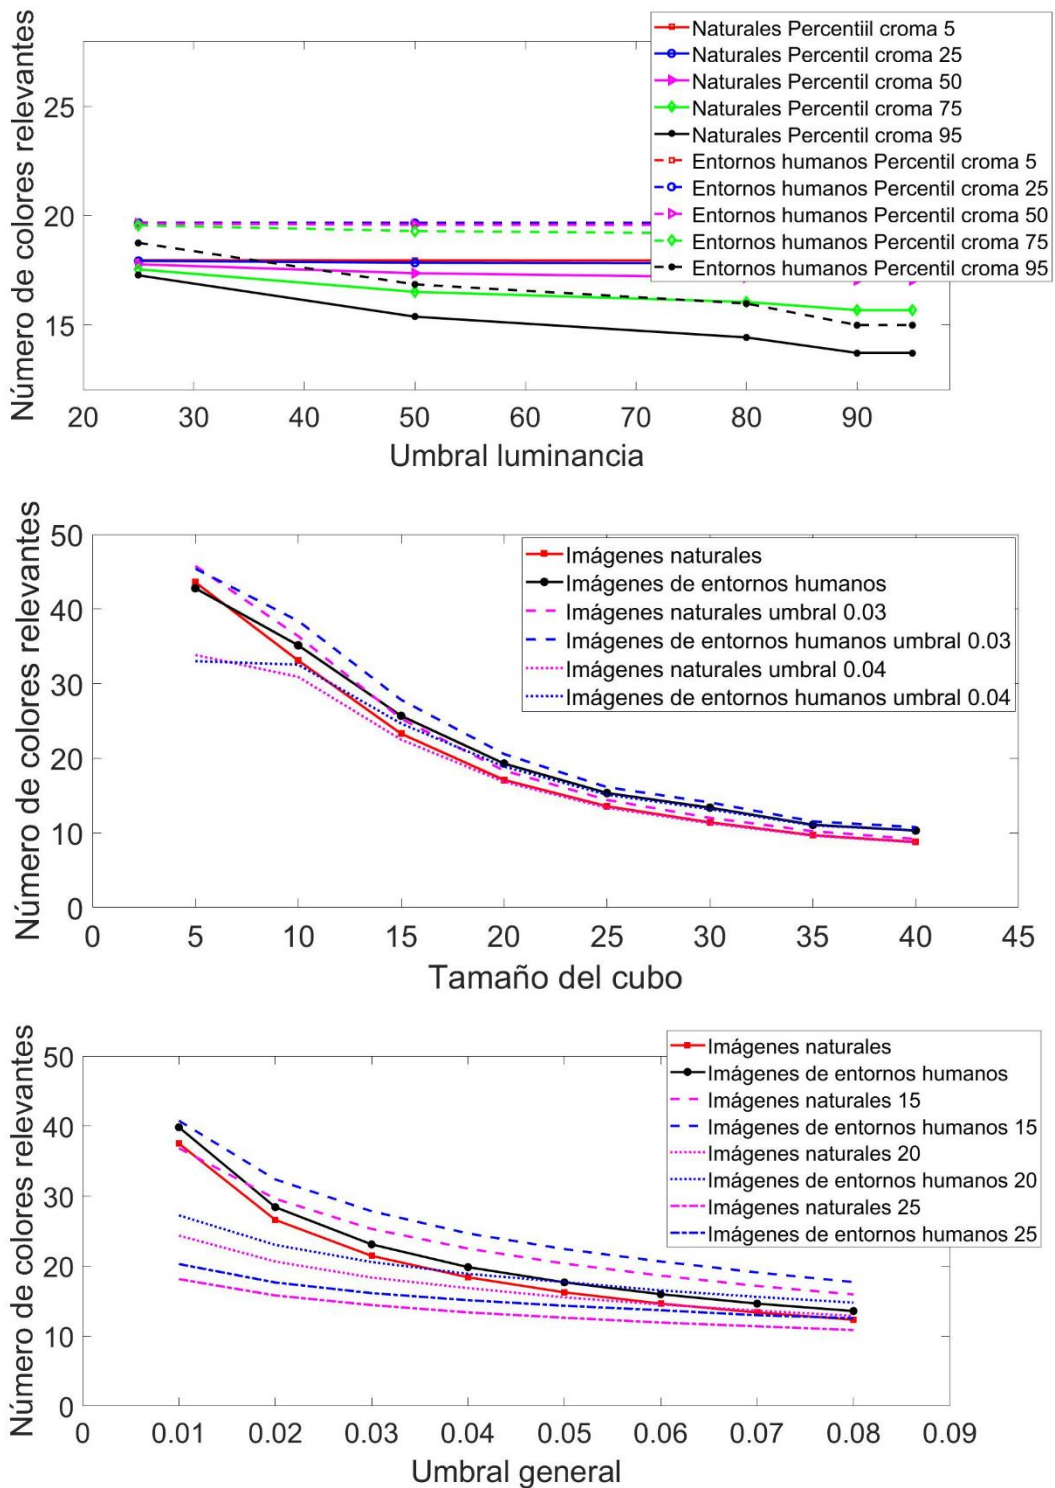 Naturales Percentiil croma 5
Naturales Percentil croma 25
Naturales Percentil croma 50
Naturales Percentil croma 75
Naturales Percentil croma 95
Entornos humanos Percentil croma 5
Entornos humanos Percentil croma 25
Entornos humanos Percentil croma 50
Entornos humanos Percentil croma 75
Entornos humanos Percentil croma 95
Número de colores relevantes
25
20
15
20 30 40 50 60 70 80 90
Umbral luminancia
Número de colores relevantes
50
40
30
20
10
0
Imágenes naturales
Imágenes de entornos humanos
Imágenes naturales umbral 0.03
Imágenes de entornos humanos umbral 0.03
Imágenes naturales umbral 0.04
Imágenes de entornos humanos umbral 0.04
0 5 10 15 20 25 30 35 40 45
Tamaño del cubo
Número de colores relevantes
50
40
30
20
10
0
Imágenes naturales
Imágenes de entornos humanos
Imágenes naturales 15
Imágenes de entornos humanos 15
Imágenes naturales 20
Imágenes de entornos humanos 20
Imágenes naturales 25
Imágenes de entornos humanos 25
0 0.01 0.02 0.03 0.04 0.05 0.06 0.07 0.08 0.09
Umbral general